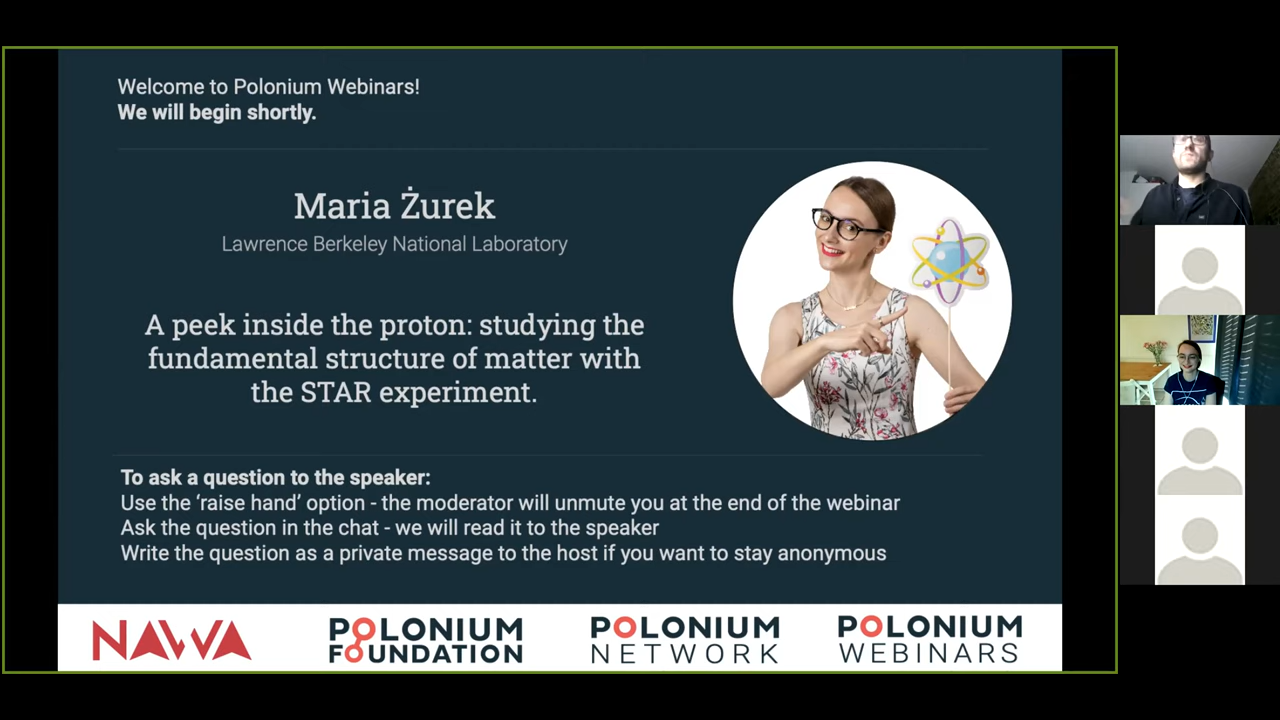 Welcome to Polonium Webinars!
We will begin shortly.
Maria Żurek
Lawrence Berkeley National Laboratory
A peek inside the proton: studying the
fundamental structure of matter with
the STAR experiment.
To ask a question to the speaker:
Use the ‘raise hand’ option - the moderator will unmute you at the end of the webinar
Ask the question in the chat - we will read it to the speaker
Write the question as a private message to the host if you want to stay anonymous
NAWA
POLONIUM
FOUNDATION
POLONIUM
NETWORK
POLONIUM
WEBINARS